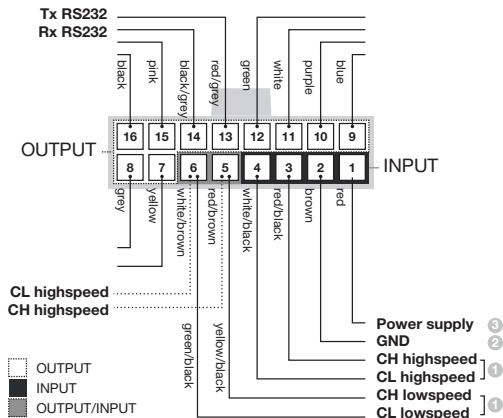 Tx RS232
Rx RS232
black
pink
black/grey
red/grey
green
white
purple
blue
16 15 14 13 12 11 10 9
OUTPUT
INPUT
8 7 6 5 4 3 2 1
grey
yellow
white/brown
red/brown
white/black
red/black
brown
red
CL highspeed
CH highspeed
green/black
yellow/black
Power supply 3
GND 2
CH highspeed
CL highspeed 1
CH lowspeed
CL lowspeed 1
OUTPUT
INPUT
OUTPUT/INPUT